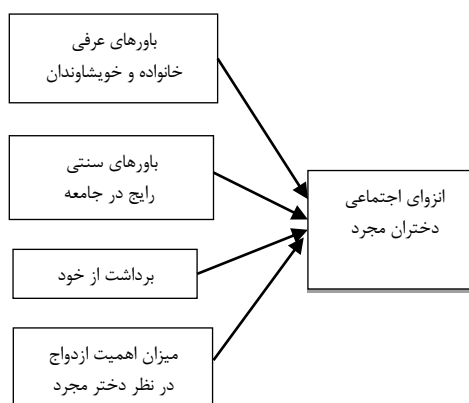 باورهای عرفی
خانواده و خویشاوندان
باورهای سنتی
رایج در جامعه
برداشت از خود
میزان اهمیت ازدواج
در نظر دختر مجرد
انزوای اجتماعی
دختران مجرد